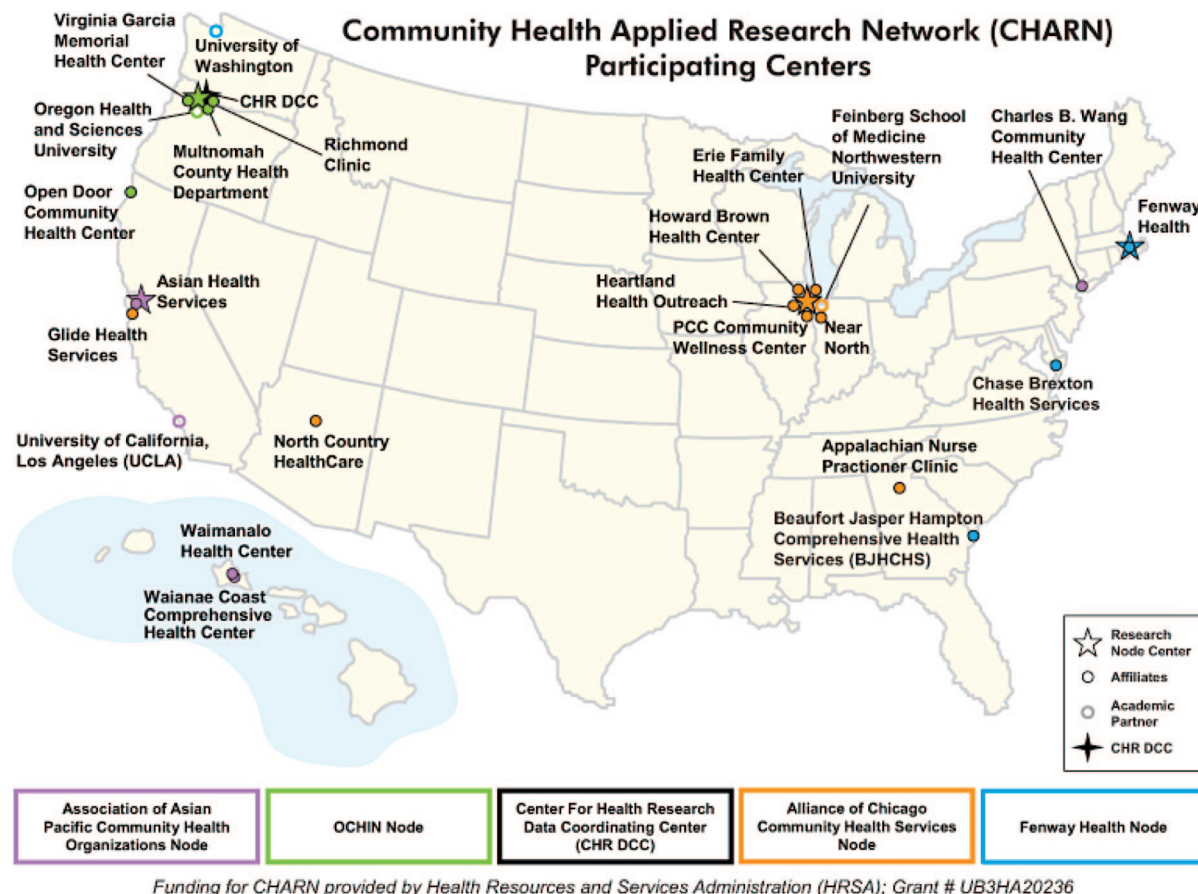 Community Health Applied Research Network (CHARN)
Participating Centers
Virginia Garcia
Memorial
Health Center
University of
Washington
CHR DCC
Oregon Health
and Sciences
University
Multnomah
County Health
Department
Richmond
Clinic
Open Door
Community
Health Center
Asian Health
Services
Glide Health
Services
University of California,
Los Angeles (UCLA)
North Country
HealthCare
Feinberg School
of Medicine
Northwestern
University
Erie Family
Health Center
Howard Brown
Health Center
Heartland
Health Outreach
PCC Community
Wellness Center
Near
North
Charles B. Wang
Community
Health Center
Fenway
Health
Chase Brexton
Health Services
Appalachian Nurse
Practioner Clinic
Beaufort Jasper Hampton
Comprehensive Health
Services (BJHCHS)
Waimanalo
Health Center
Waianae Coast
Comprehensive
Health Center
Research
Node Center
Affiliates
Academic
Partner
CHR DCC
Association of Asian
Pacific Community Health
Organizations Node
OCHIN Node
Center For Health Research
Data Coordinating Center
(CHR DCC)
Alliance of Chicago
Community Health Services
Node
Fenway Health Node
Funding for CHARN provided by Health Resources and Services Administration (HRSA); Grant # UB3HA20236